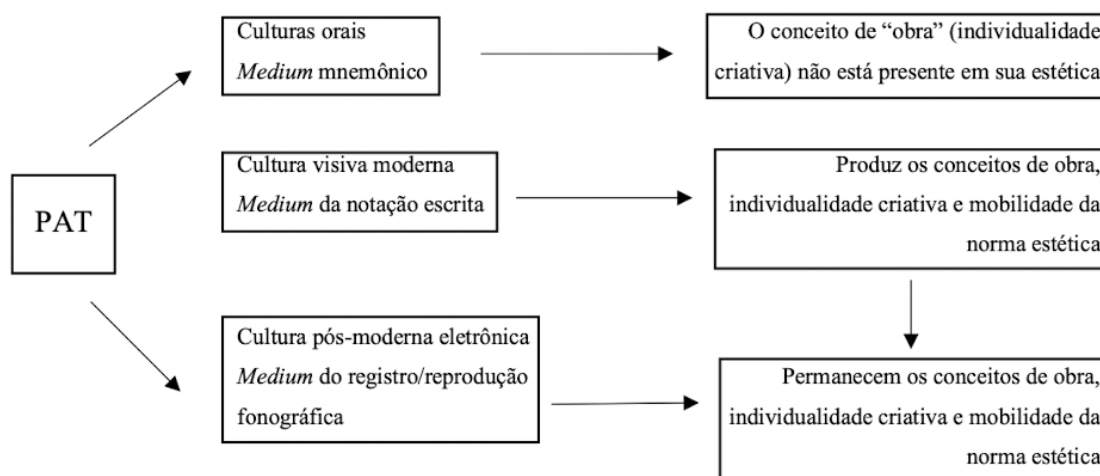 Culturas orais
Medium mnemônico
O conceito de “obra” (individualidade
criativa) não está presente em sua estética
PAT
Cultura visiva moderna
Medium da notação escrita
Produz os conceitos de obra,
individualidade criativa e mobilidade da
norma estética
Cultura pós-moderna eletrônica
Medium do registro/reprodução
fonográfica
Permanecem os conceitos de obra,
individualidade criativa e mobilidade da
norma estética